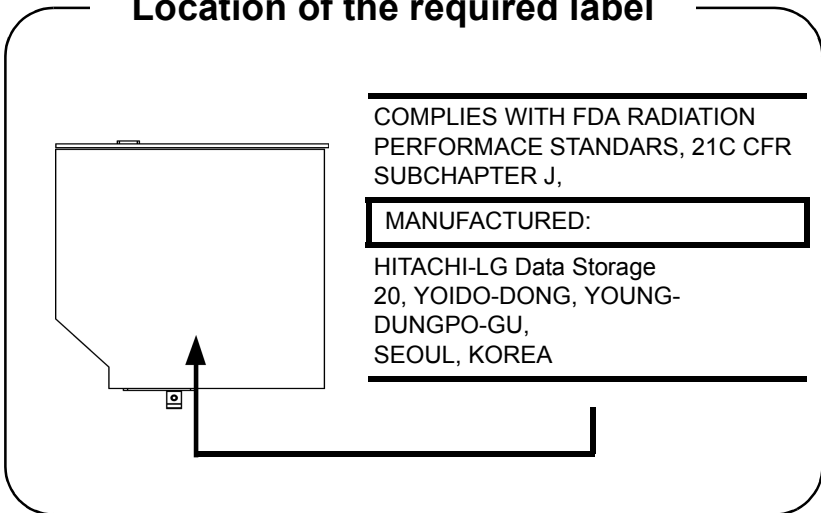 Location of the required label
COMPLIES WITH FDA RADIATION
PERFORMACE STANDARS, 21C CFR
SUBCHAPTER J,
MANUFACTURED:
HITACHI-LG Data Storage
20, YOIDO-DONG, YOUNG-
DUNGPO-GU,
SEOUL, KOREA